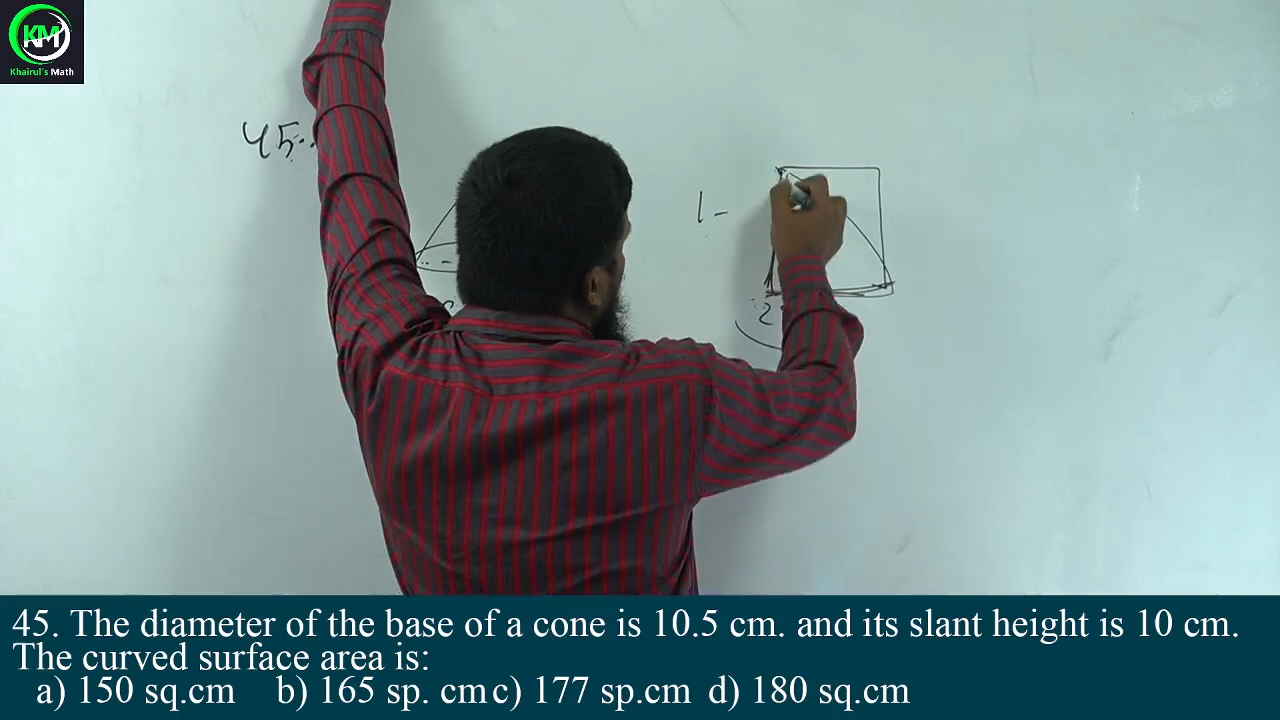 KM
Khairul's Math
45.
l -
2
45. The diameter of the base of a cone is 10.5 cm. and its slant height is 10 cm.
The curved surface area is:
a) 150 sq.cm b) 165 sp. cm c) 177 sp.cm d) 180 sq.cm